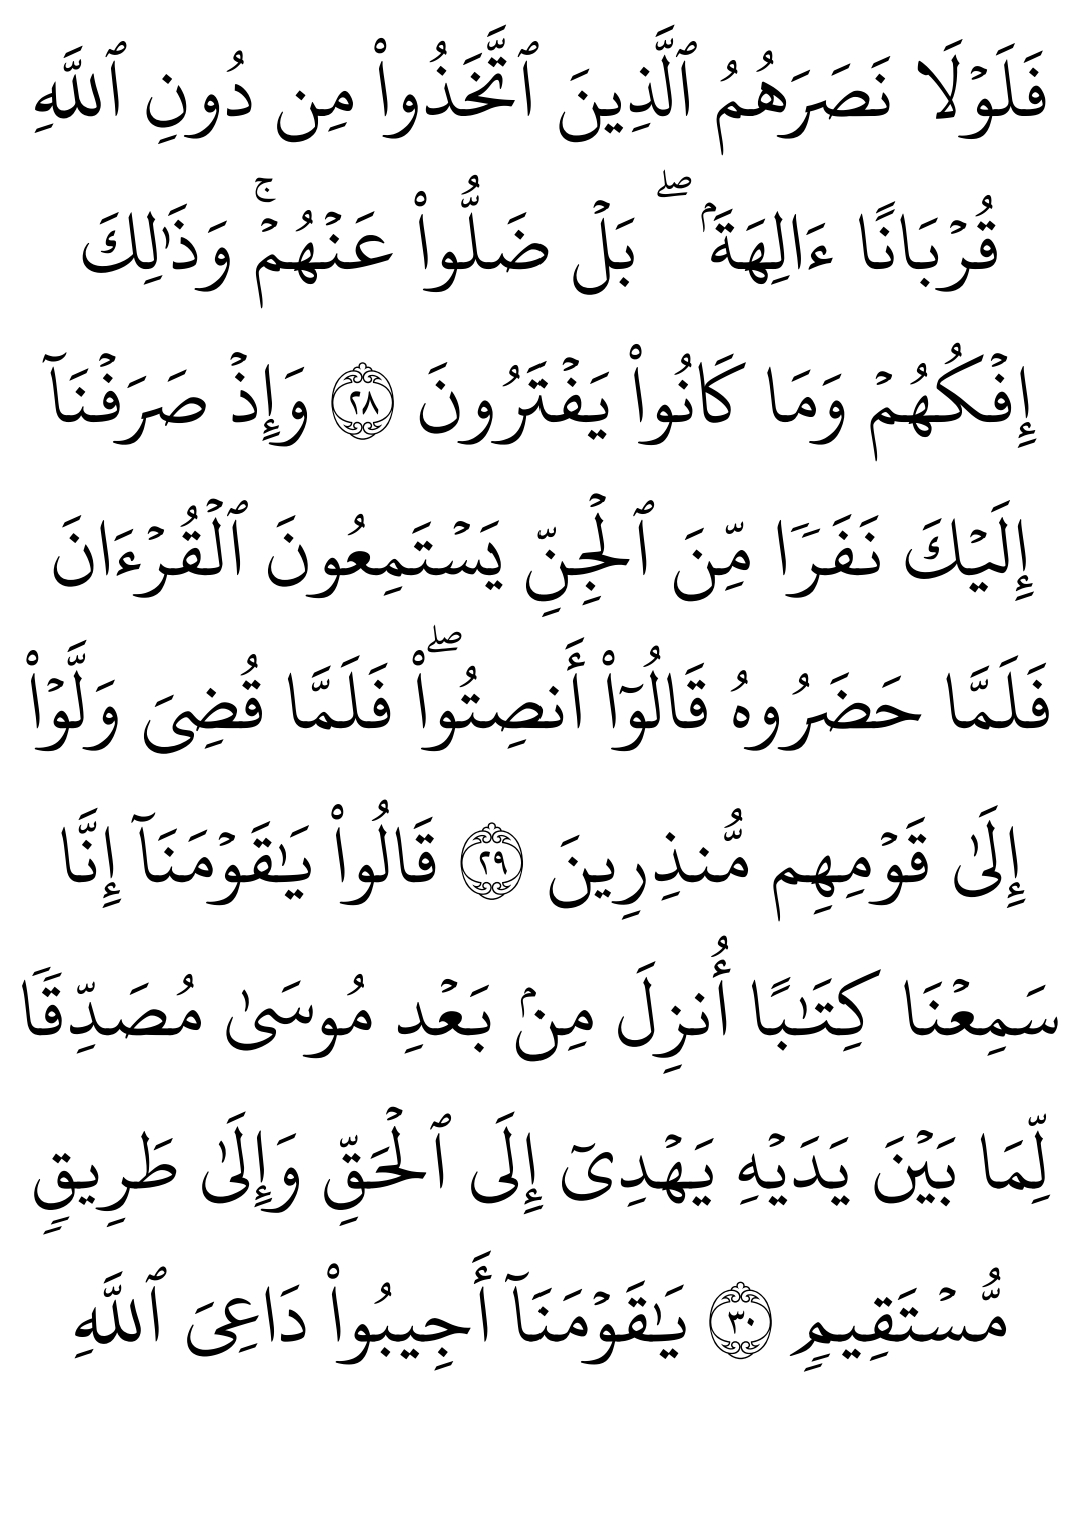 فَلَوۡلَا نَصَرَهُمُ ٱلَّذِينَ ٱتَّخَذُواْ مِن دُونِ ٱللَّهِ
قُرۡبَانًا ءَالِهَةَۢ ۖ بَلۡ ضَلُّواْ عَنۡهُمۡۚ وَذَٰلِكَ
إِفۡكُهُمۡ وَمَا كَانُواْ يَفۡتَرُونَ ٢٨ وَإِذۡ صَرَفۡنَآ
إِلَيۡكَ نَفَرٗا مِّنَ ٱلۡجِنِّ يَسۡتَمِعُونَ ٱلۡقُرۡءَانَ
فَلَمَّا حَضَرُوهُ قَالُوٓاْ أَنصِتُواْۖ فَلَمَّا قُضِيَ وَلَّوۡاْ
إِلَىٰ قَوۡمِهِم مُّنذِرِينَ ٢٩ قَالُواْ يَٰقَوۡمَنَآ إِنَّا
سَمِعۡنَا كِتَٰبًا أُنزِلَ مِنۢ بَعۡدِ مُوسَىٰ مُصَدِّقٗا
لِّمَا بَيۡنَ يَدَيۡهِ يَهۡدِيٓ إِلَى ٱلۡحَقِّ وَإِلَىٰ طَرِيقٖ
مُّسۡتَقِيمٖ ٣٠ يَٰقَوۡمَنَآ أَجِيبُواْ دَاعِيَ ٱللَّهِ